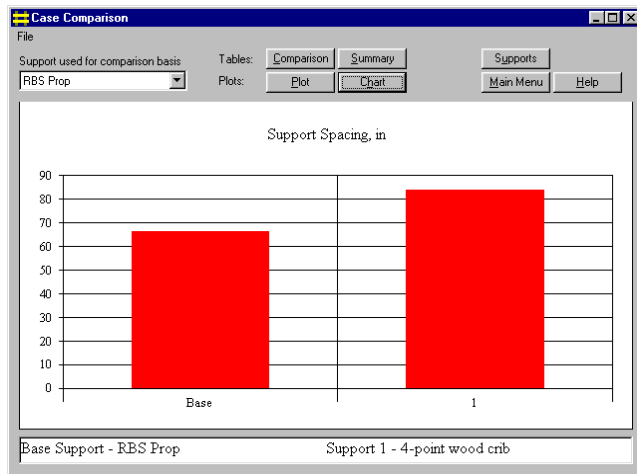 Case Comparison
File
Support used for comparison basis
RBS Prop
Tables: Comparison Summary
Plots: Plot Chart
Supports
Main Menu Help
Support Spacing, in
90
80
70
60
50
40
30
20
10
0
Base 1
Base Support - RBS Prop Support 1 - 4-point wood crib